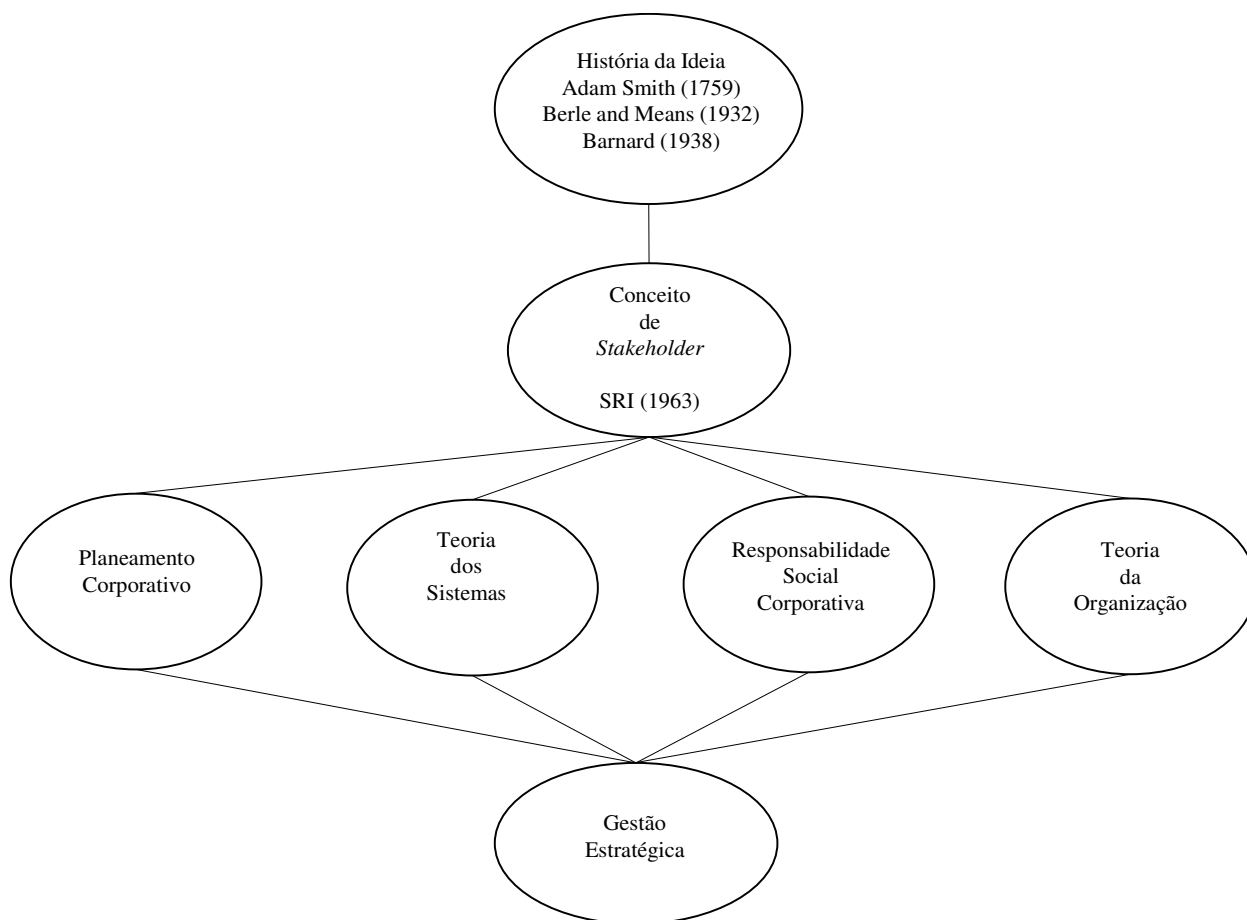 História da Ideia
Adam Smith (1759)
Berle and Means (1932)
Barnard (1938)
Conceito
de
Stakeholder
SRI (1963)
Planeamento
Corporativo
Teoria
dos
Sistemas
Responsabilidade
Social
Corporativa
Teoria
da
Organização
Gestão
Estratégica